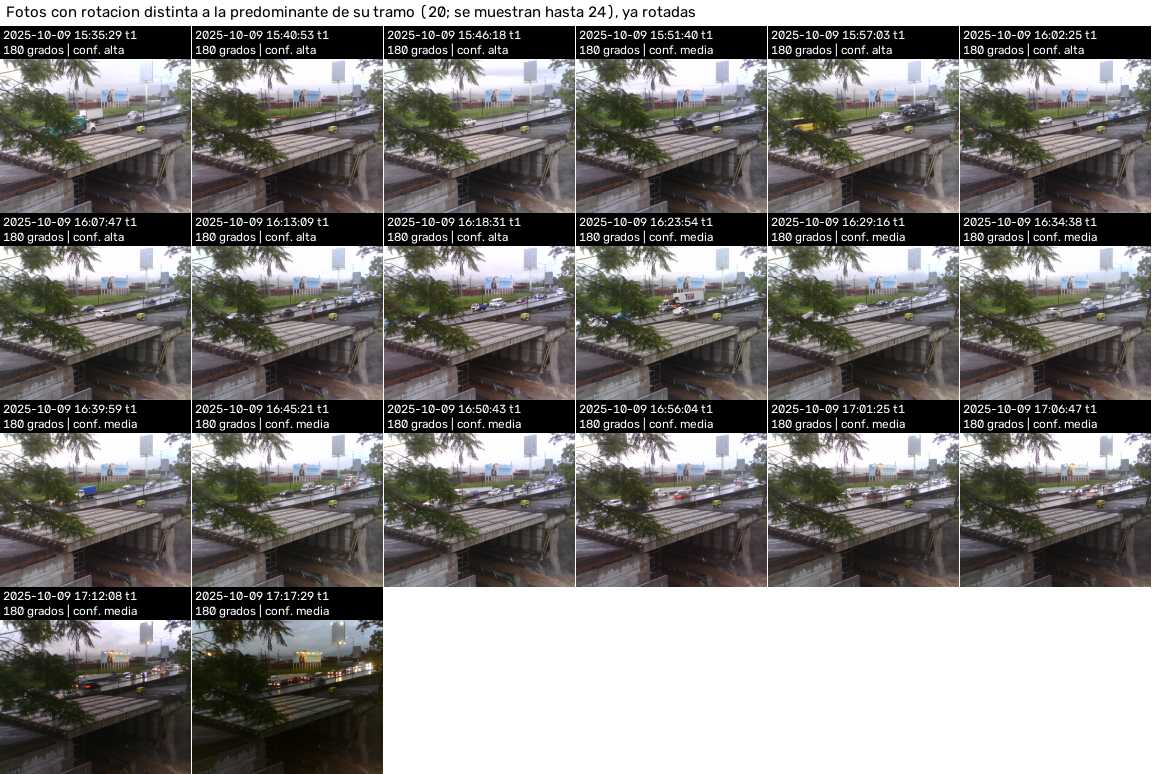 Fotos con rotacion distinta a la predominante de su tramo (20; se muestran hasta 24), ya rotadas
2025-10-09 15:35:29 t1
180 grados | conf. alta
2025-10-09 15:40:53 t1
180 grados | conf. alta
2025-10-09 15:46:18 t1
180 grados | conf. alta
2025-10-09 15:51:40 t1
180 grados | conf. media
2025-10-09 15:57:03 t1
180 grados | conf. alta
2025-10-09 16:02:25 t1
180 grados | conf. alta
2025-10-09 16:07:47 t1
180 grados | conf. alta
2025-10-09 16:13:09 t1
180 grados | conf. alta
2025-10-09 16:18:31 t1
180 grados | conf. alta
2025-10-09 16:23:54 t1
180 grados | conf. media
2025-10-09 16:29:16 t1
180 grados | conf. media
2025-10-09 16:34:38 t1
180 grados | conf. media
2025-10-09 16:39:59 t1
180 grados | conf. media
2025-10-09 16:45:21 t1
180 grados | conf. media
2025-10-09 16:50:43 t1
180 grados | conf. media
2025-10-09 16:56:04 t1
180 grados | conf. media
2025-10-09 17:01:25 t1
180 grados | conf. media
2025-10-09 17:06:47 t1
180 grados | conf. media
2025-10-09 17:12:08 t1
180 grados | conf. media
2025-10-09 17:17:29 t1
180 grados | conf. media